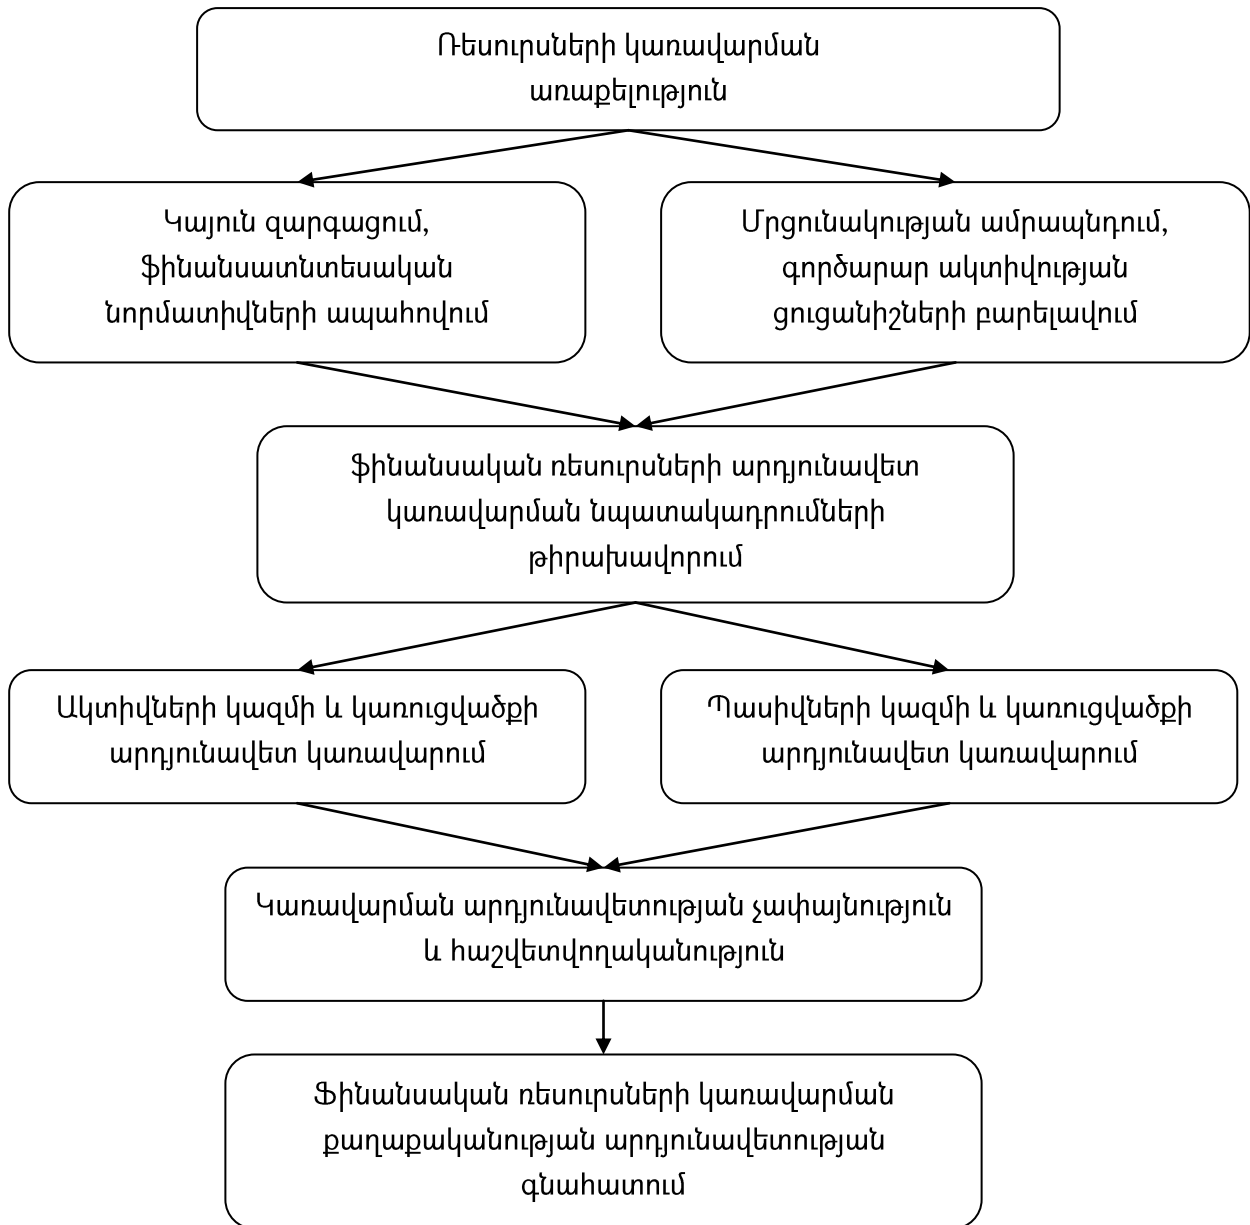 Ռեսուրսների կառավարման
առաքելություն
Կայուն զարգացում,
ֆինանսատնտեսական
նորմատիվների ապահովում
Մրցունակության ամրապնդում,
գործարար ակտիվության
ցուցանիշների բարելավում
ֆինանսական ռեսուրսների արդյունավետ
կառավարման նպատակադրումների
թիրախավորում
Ակտիվների կազմի և կառուցվածքի
արդյունավետ կառավարում
Պասիվների կազմի և կառուցվածքի
արդյունավետ կառավարում
Կառավարման արդյունավետության չափայնություն
և հաշվետվողականություն
Ֆինանսական ռեսուրսների կառավարման
քաղաքականության արդյունավետության
գնահատում